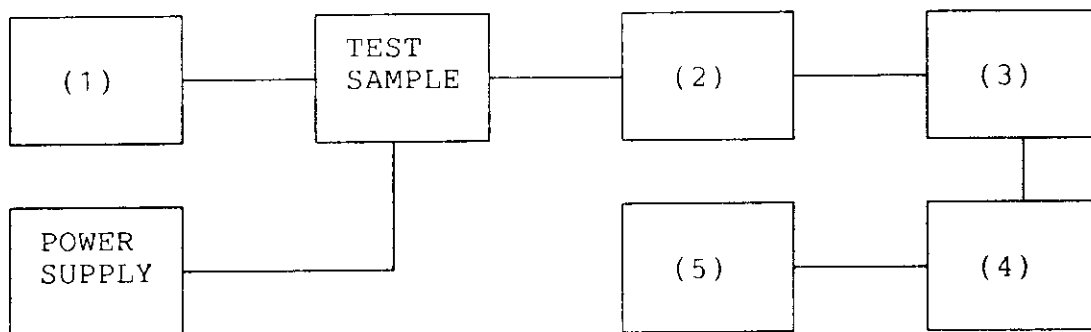 (1)
TEST
SAMPLE
(2)
(3)
POWER
SUPPLY
(5)
(4)